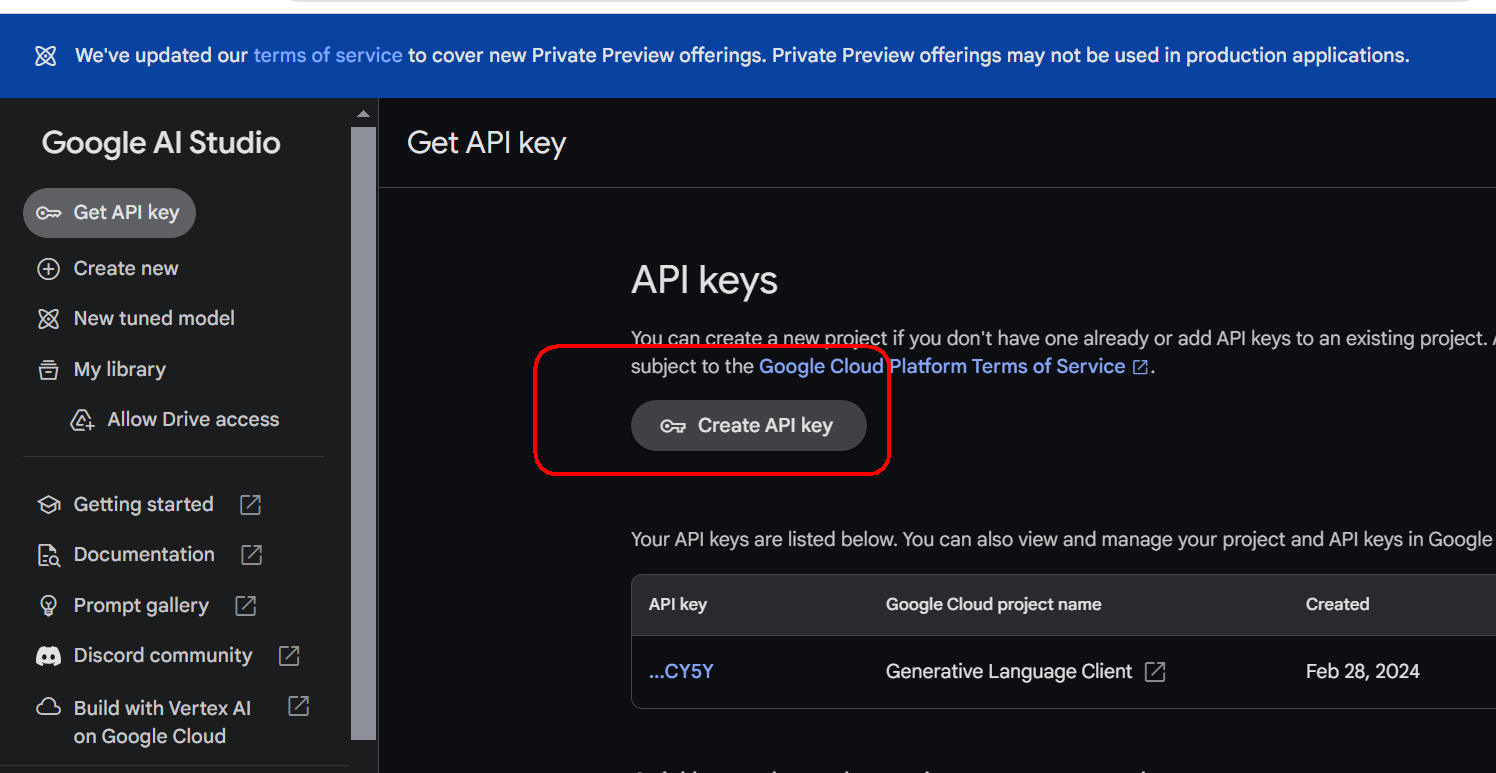 We've updated our terms of service to cover new Private Preview offerings. Private Preview offerings may not be used in production applications.
Google AI Studio
Get API key
Create new
New tuned model
My library
Allow Drive access
Getting started
Documentation
Prompt gallery
Discord community
Build with Vertex AI
on Google Cloud
Get API key
API keys
You can create a new project if you don't have one already or add API keys to an existing project.
subject to the Google Cloud Platform Terms of Service.
Create API key
Your API keys are listed below. You can also view and manage your project and API keys in Google
API key Google Cloud project name Created
...CY5Y Generative Language Client Feb 28, 2024